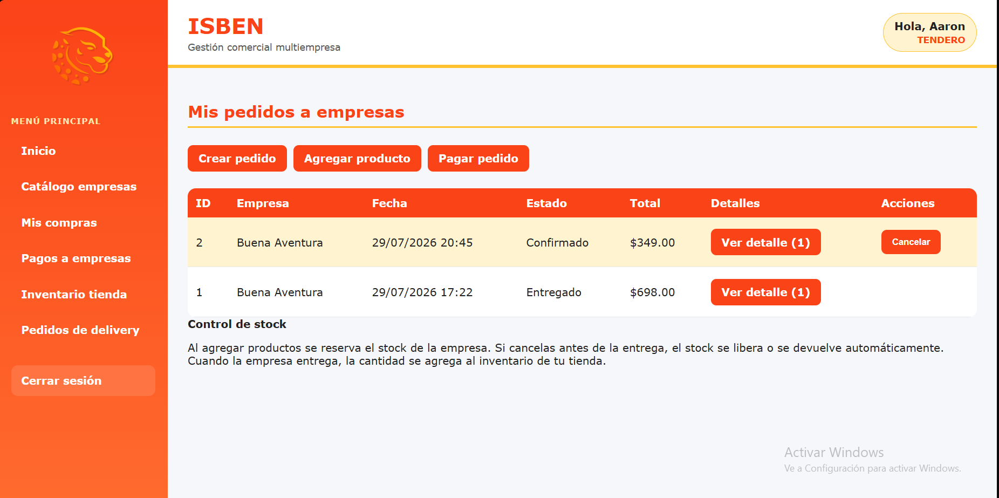 ISBEN
Gestión comercial multiempresa
Hola, Aaron
TENDERO
MENÚ PRINCIPAL
Inicio
Catálogo empresas
Mis compras
Pagos a empresas
Inventario tienda
Pedidos de delivery
Cerrar sesión
Mis pedidos a empresas
Crear pedido Agregar producto Pagar pedido
ID Empresa Fecha Estado Total Detalles Acciones
2 Buena Aventura 29/07/2026 20:45 Confirmado $349.00 Ver detalle (1) Cancelar
1 Buena Aventura 29/07/2026 17:22 Entregado $698.00 Ver detalle (1)
Control de stock
Al agregar productos se reserva el stock de la empresa. Si cancelas antes de la entrega, el stock se libera o se devuelve automáticamente.
Cuando la empresa entrega, la cantidad se agrega al inventario de tu tienda.
Activar Windows
Ve a Configuración para activar Windows.